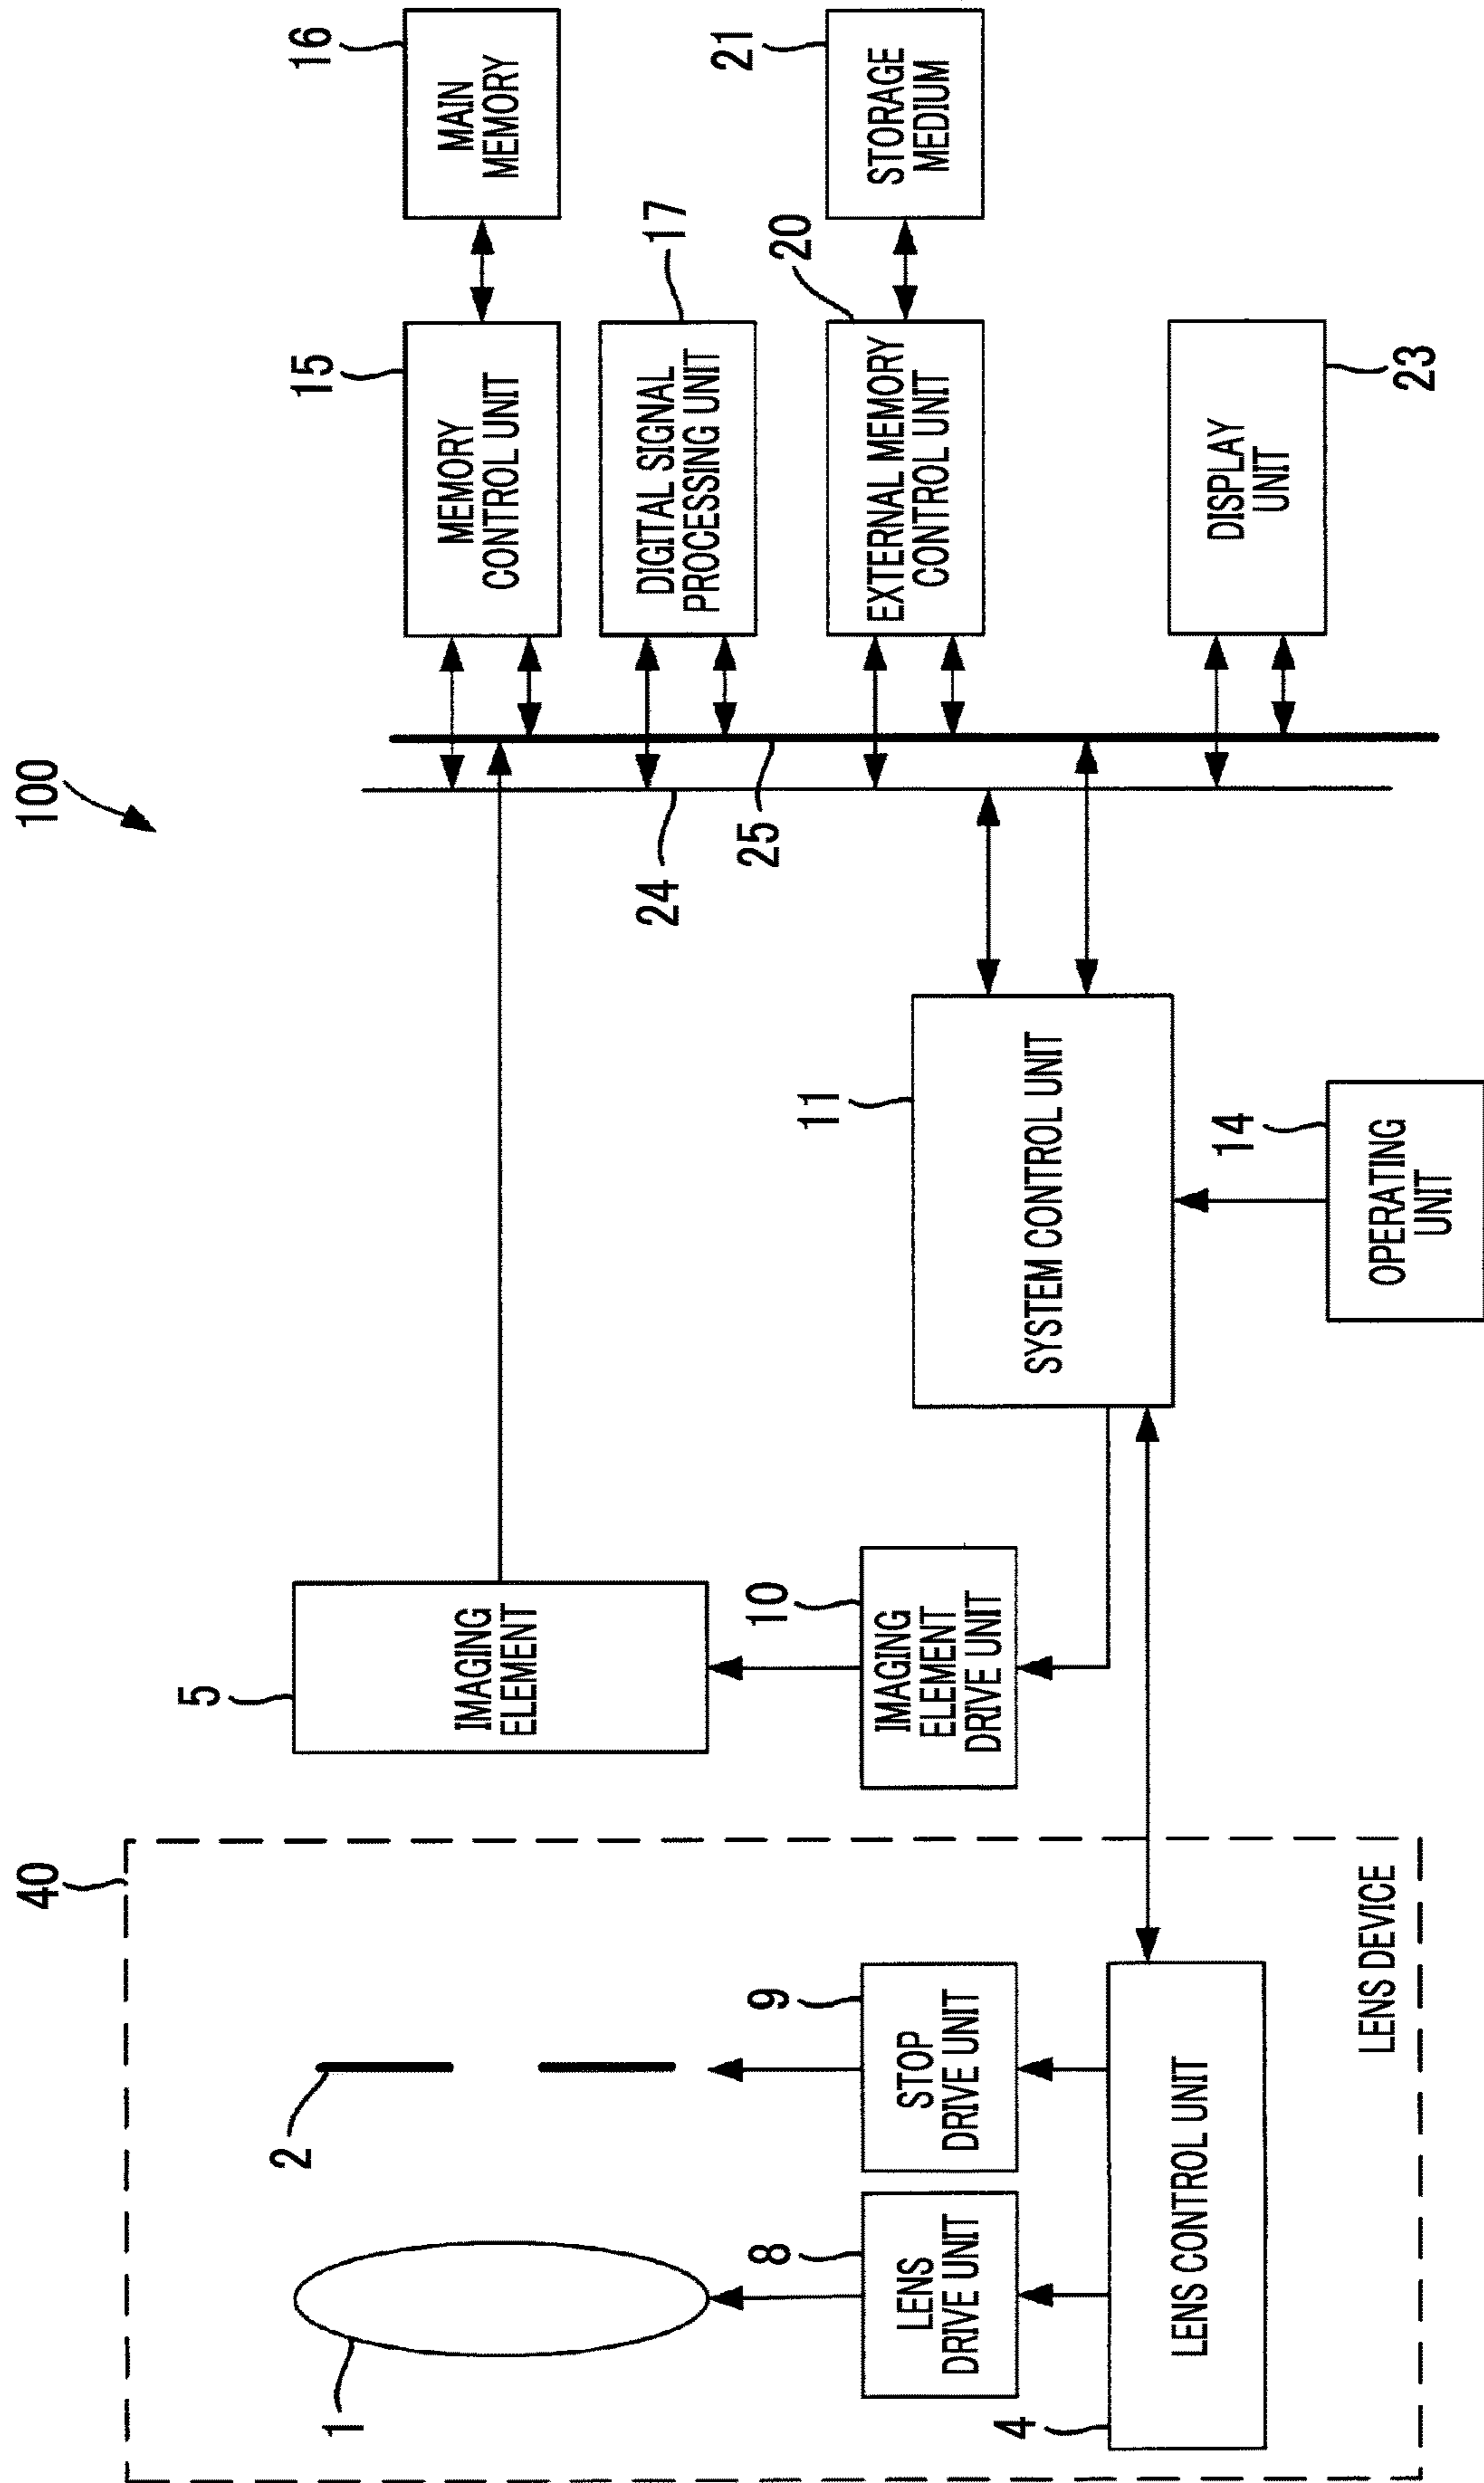 100
40
LENS DEVICE
1
2
LENS
DRIVE UNIT
8
STOP
DRIVE UNIT
9
LENS CONTROL UNIT
4
IMAGING
ELEMENT
5
IMAGING
ELEMENT
DRIVE UNIT
10
SYSTEM CONTROL UNIT
11
OPERATING
UNIT
14
24
25
MEMORY
CONTROL UNIT
15
MAIN
MEMORY
16
DIGITAL SIGNAL
PROCESSING UNIT
17
EXTERNAL MEMORY
CONTROL UNIT
20
STORAGE
MEDIUM
21
DISPLAY
UNIT
23